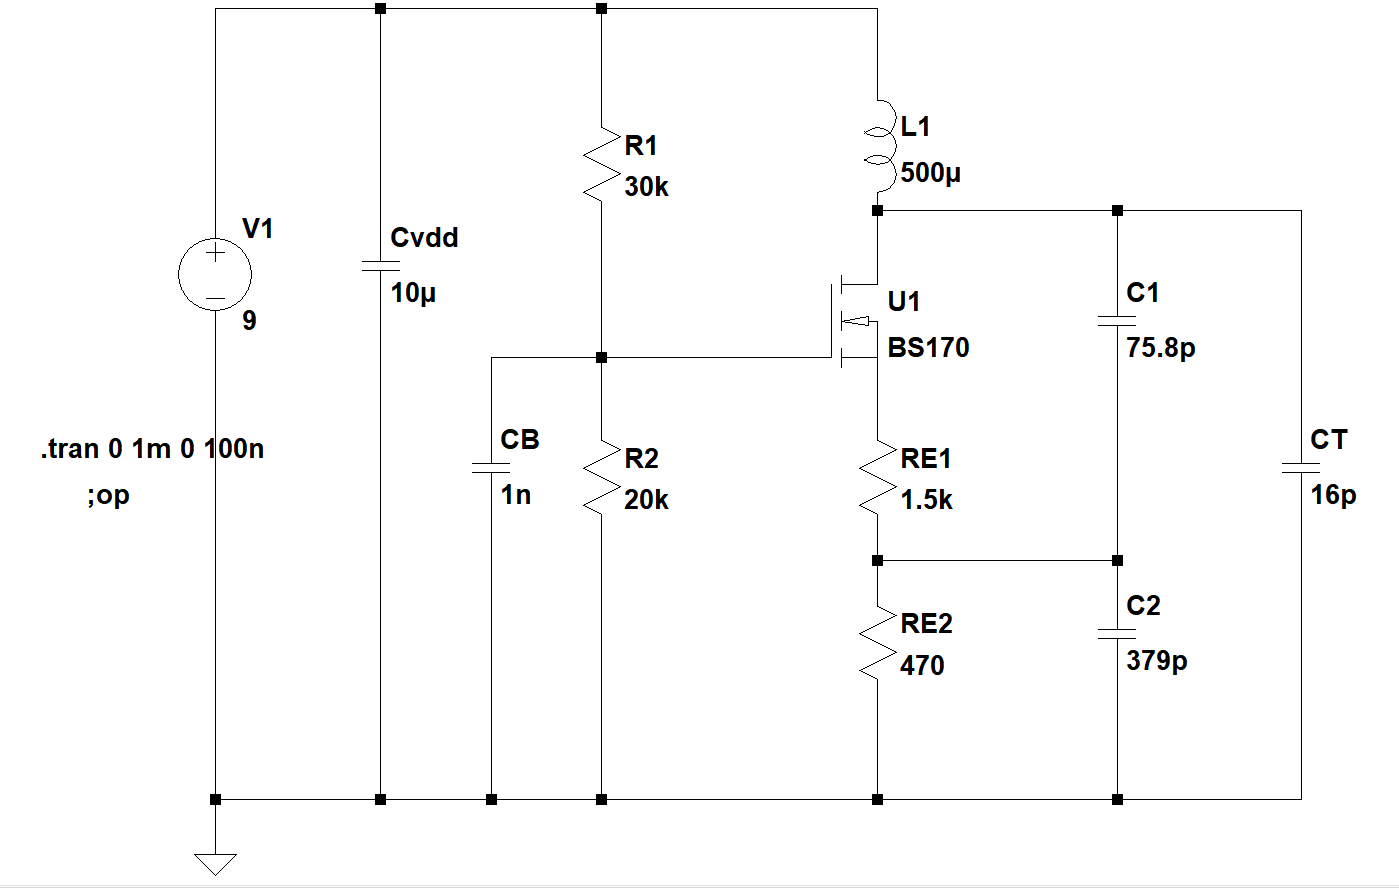 V1
9
Cvdd
10µ
R1
30k
L1
500µ
U1
BS170
C1
75.8p
.tran 0 1m 0 100n
;op
CB
1n
R2
20k
RE1
1.5k
CT
16p
RE2
470
C2
379p